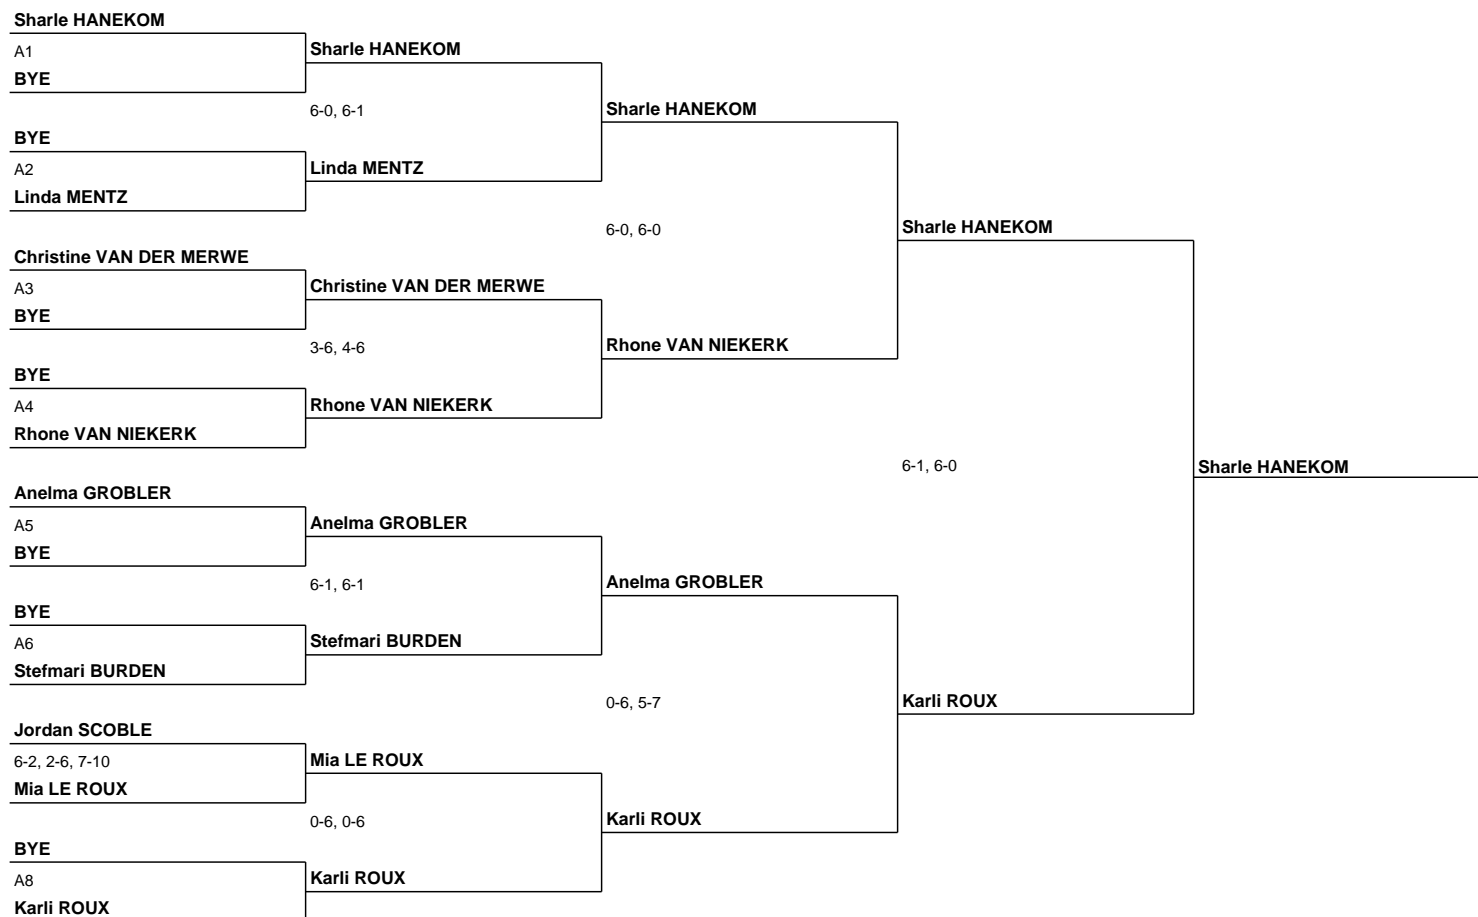 Sharle HANEKOM
A1
BYE
BYE
A2
Linda MENTZ
Christine VAN DER MERWE
A3
BYE
BYE
A4
Rhone VAN NIEKERK
Anelma GROBLER
A5
BYE
BYE
A6
Stefmari BURDEN
Jordan SCOBLE
6-2, 2-6, 7-10
Mia LE ROUX
BYE
A8
Karli ROUX
Sharle HANEKOM
6-0, 6-1
Linda MENTZ
Christine VAN DER MERWE
3-6, 4-6
Rhone VAN NIEKERK
Anelma GROBLER
6-1, 6-1
Stefmari BURDEN
Mia LE ROUX
0-6, 0-6
Karli ROUX
Sharle HANEKOM
6-0, 6-0
Rhone VAN NIEKERK
Anelma GROBLER
0-6, 5-7
Karli ROUX
Sharle HANEKOM
6-1, 6-0
Karli ROUX
Sharle HANEKOM